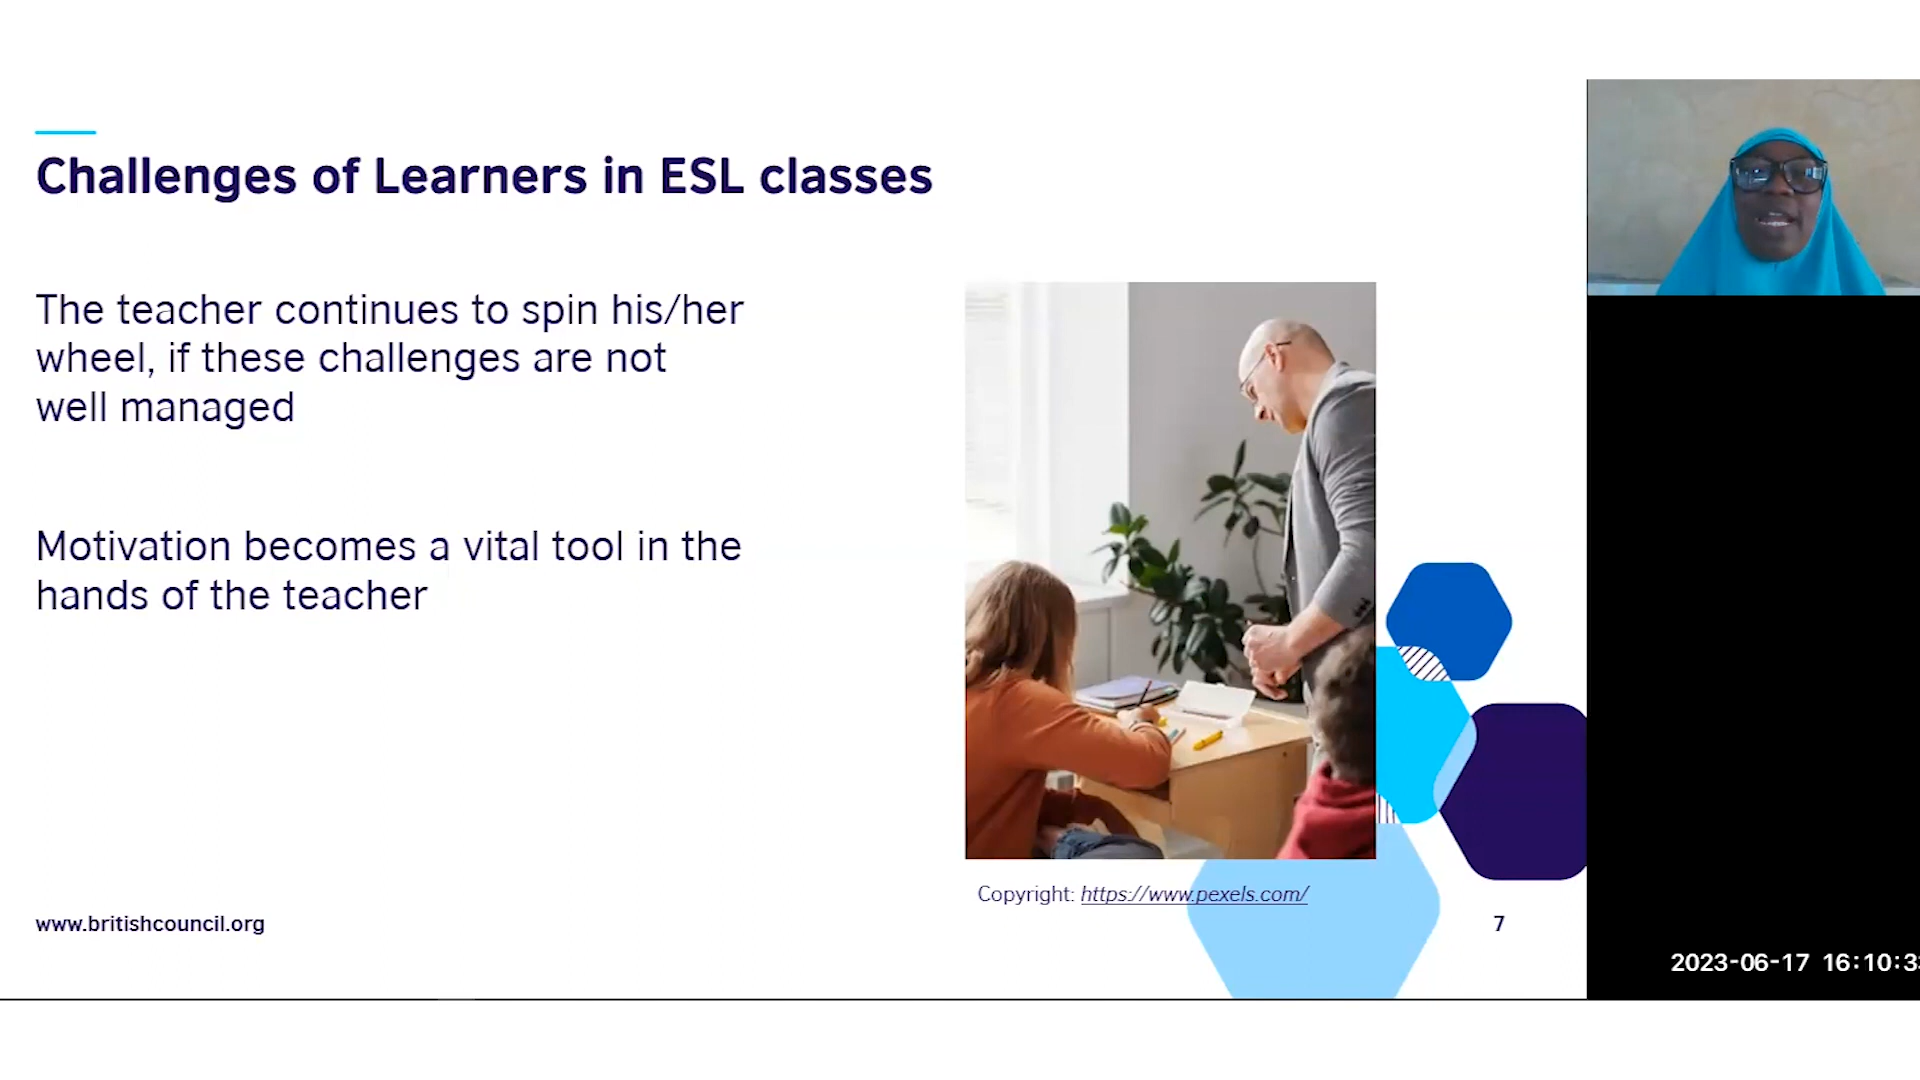 Challenges of Learners in ESL classes
The teacher continues to spin his/her
wheel, if these challenges are not
well managed
Motivation becomes a vital tool in the
hands of the teacher
Copyright: https://www.pexels.com/
www.britishcouncil.org
7
2023-06-17 16:10:3